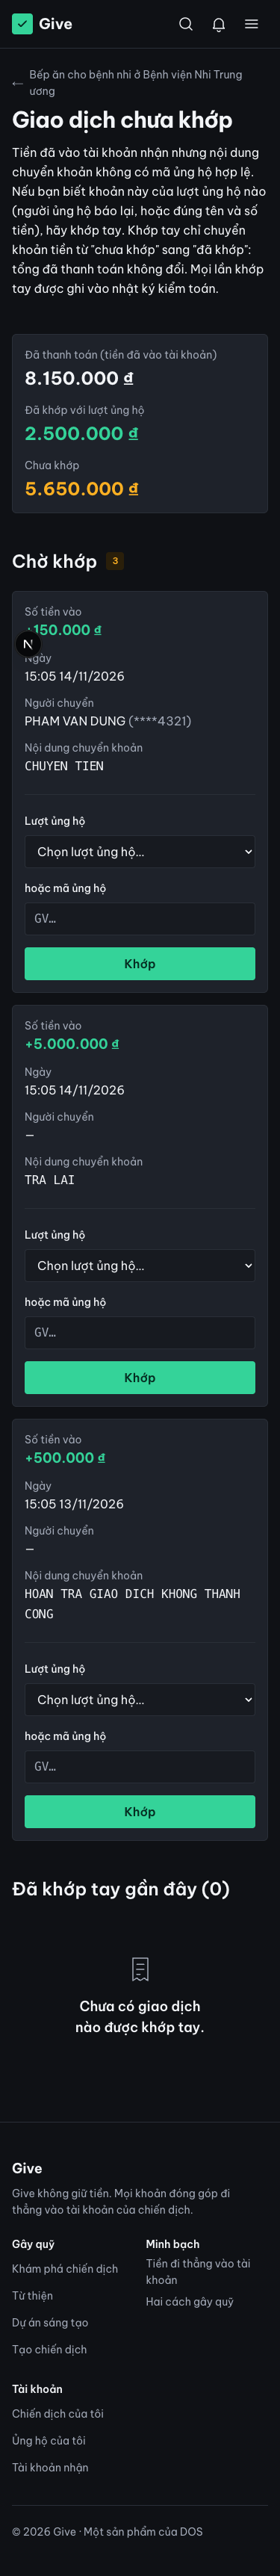 Give
← Bếp ăn cho bệnh nhi ở Bệnh viện Nhi Trung
ương
Giao dịch chưa khớp
Tiền đã vào tài khoản nhận nhưng nội dung
chuyển khoản không có mã ủng hộ hợp lệ.
Nếu bạn biết khoản này của lượt ủng hộ nào
(người ủng hộ báo lại, hoặc đúng tên và số
tiền), hãy khớp tay. Khớp tay chỉ chuyển
khoản tiền từ "chưa khớp" sang "đã khớp":
tổng đã thanh toán không đổi. Mọi lần khớp
tay được ghi vào nhật ký kiểm toán.
Đã thanh toán (tiền đã vào tài khoản)
8.150.000 ₫
Đã khớp với lượt ủng hộ
2.500.000 ₫
Chưa khớp
5.650.000 ₫
Chờ khớp 3
Số tiền vào
+150.000 ₫
N
Ngày
15:05 14/11/2026
Người chuyển
PHAM VAN DUNG (****4321)
Nội dung chuyển khoản
CHUYEN TIEN
Lượt ủng hộ
Chọn lượt ủng hộ...
hoặc mã ủng hộ
GV…
Khớp
Số tiền vào
+5.000.000 ₫
Ngày
15:05 14/11/2026
Người chuyển
—
Nội dung chuyển khoản
TRA LAI
Lượt ủng hộ
Chọn lượt ủng hộ...
hoặc mã ủng hộ
GV…
Khớp
Số tiền vào
+500.000 ₫
Ngày
15:05 13/11/2026
Người chuyển
—
Nội dung chuyển khoản
HOAN TRA GIAO DICH KHONG THANH
CONG
Lượt ủng hộ
Chọn lượt ủng hộ...
hoặc mã ủng hộ
GV…
Khớp
Đã khớp tay gần đây (0)
Chưa có giao dịch
nào được khớp tay.
Give
Give không giữ tiền. Mọi khoản đóng góp đi
thẳng vào tài khoản của chiến dịch.
Gây quỹ
Khám phá chiến dịch
Từ thiện
Dự án sáng tạo
Tạo chiến dịch
Minh bạch
Tiền đi thẳng vào tài
khoản
Hai cách gây quỹ
Tài khoản
Chiến dịch của tôi
Ủng hộ của tôi
Tài khoản nhận
© 2026 Give · Một sản phẩm của DOS